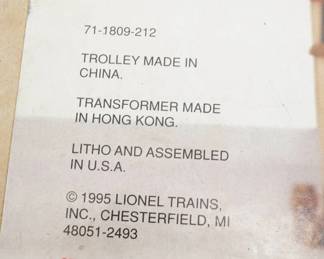 71-1809-212
TROLLEY MADE IN
CHINA.
TRANSFORMER MADE
IN HONG KONG.
LITHO AND ASSEMBLED
IN U.S.A.
© 1995 LIONEL TRAINS,
INC., CHESTERFIELD, MI
48051-2493